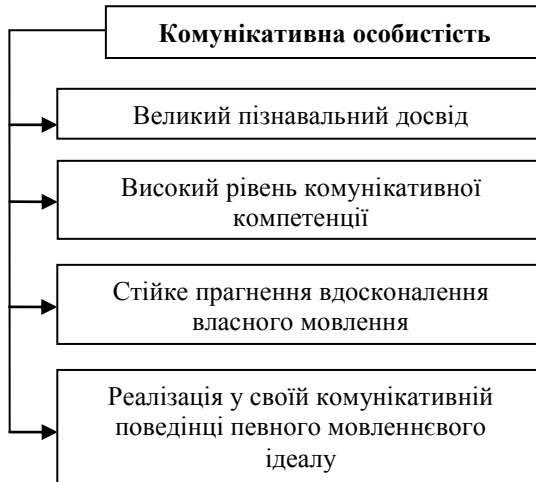 Комунікативна особистість
Великий пізнавальний досвід
Високий рівень комунікативної
компетенції
Стійке прагнення вдосконалення
власного мовлення
Реалізація у своїй комунікативній
поведінці певного мовленнєвого
ідеалу